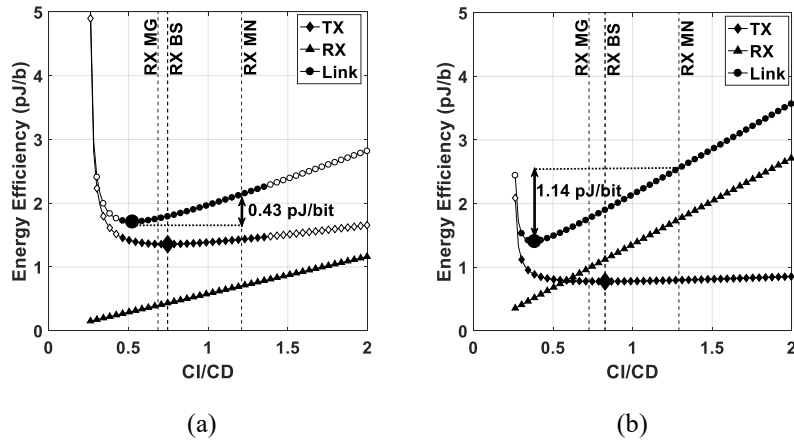 5
4
3
2
1
0
0
0.5
1
1.5
2
Energy Efficiency (pJ/b)
CI/CD
RX MG
RX BS
RX MN
TX
RX
Link
0.43 pJ/bit
(a)
5
4
3
2
1
0
0
0.5
1
1.5
2
Energy Efficiency (pJ/b)
CI/CD
RX MG
RX BS
RX MN
TX
RX
Link
1.14 pJ/bit
(b)